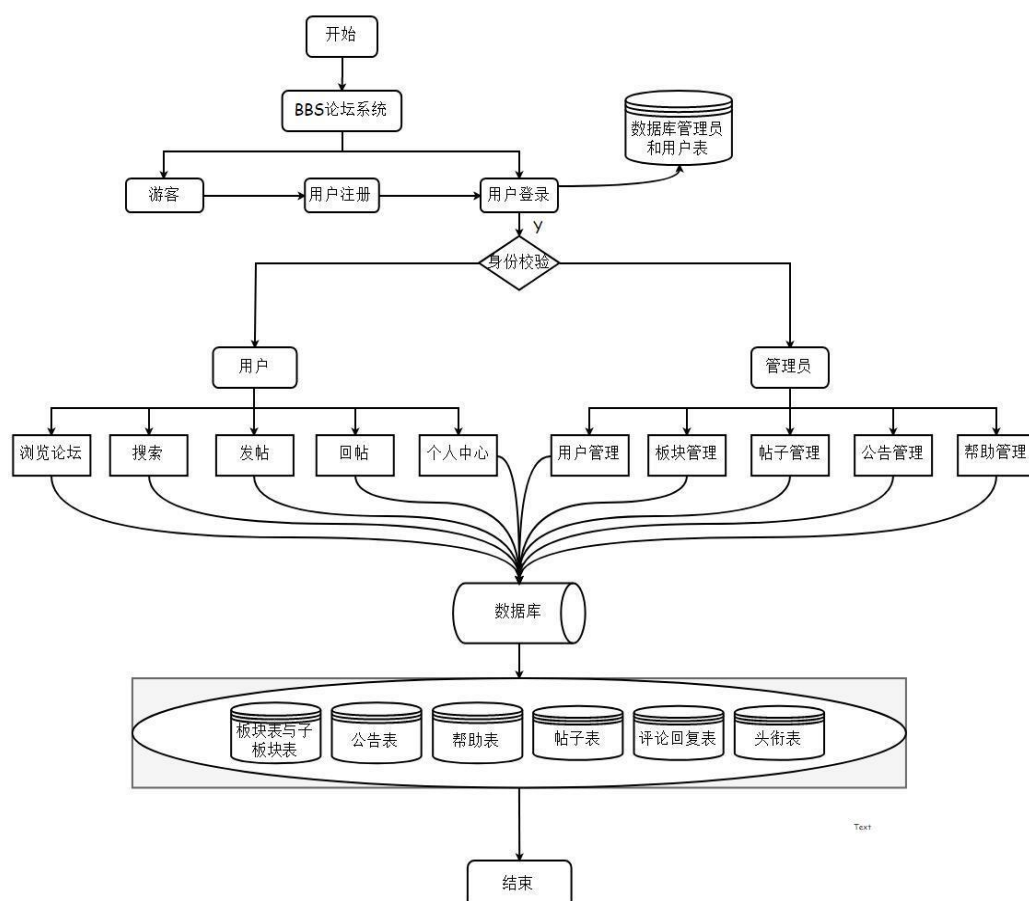 开始
BBS论坛系统
数据库管理员
和用户表
游客
用户注册
用户登录
Y
身份校验
用户
管理员
浏览论坛
搜索
发帖
回帖
个人中心
用户管理
板块管理
帖子管理
公告管理
帮助管理
数据库
板块表与子
板块表
公告表
帮助表
帖子表
评论回复表
头衔表
Text
结束